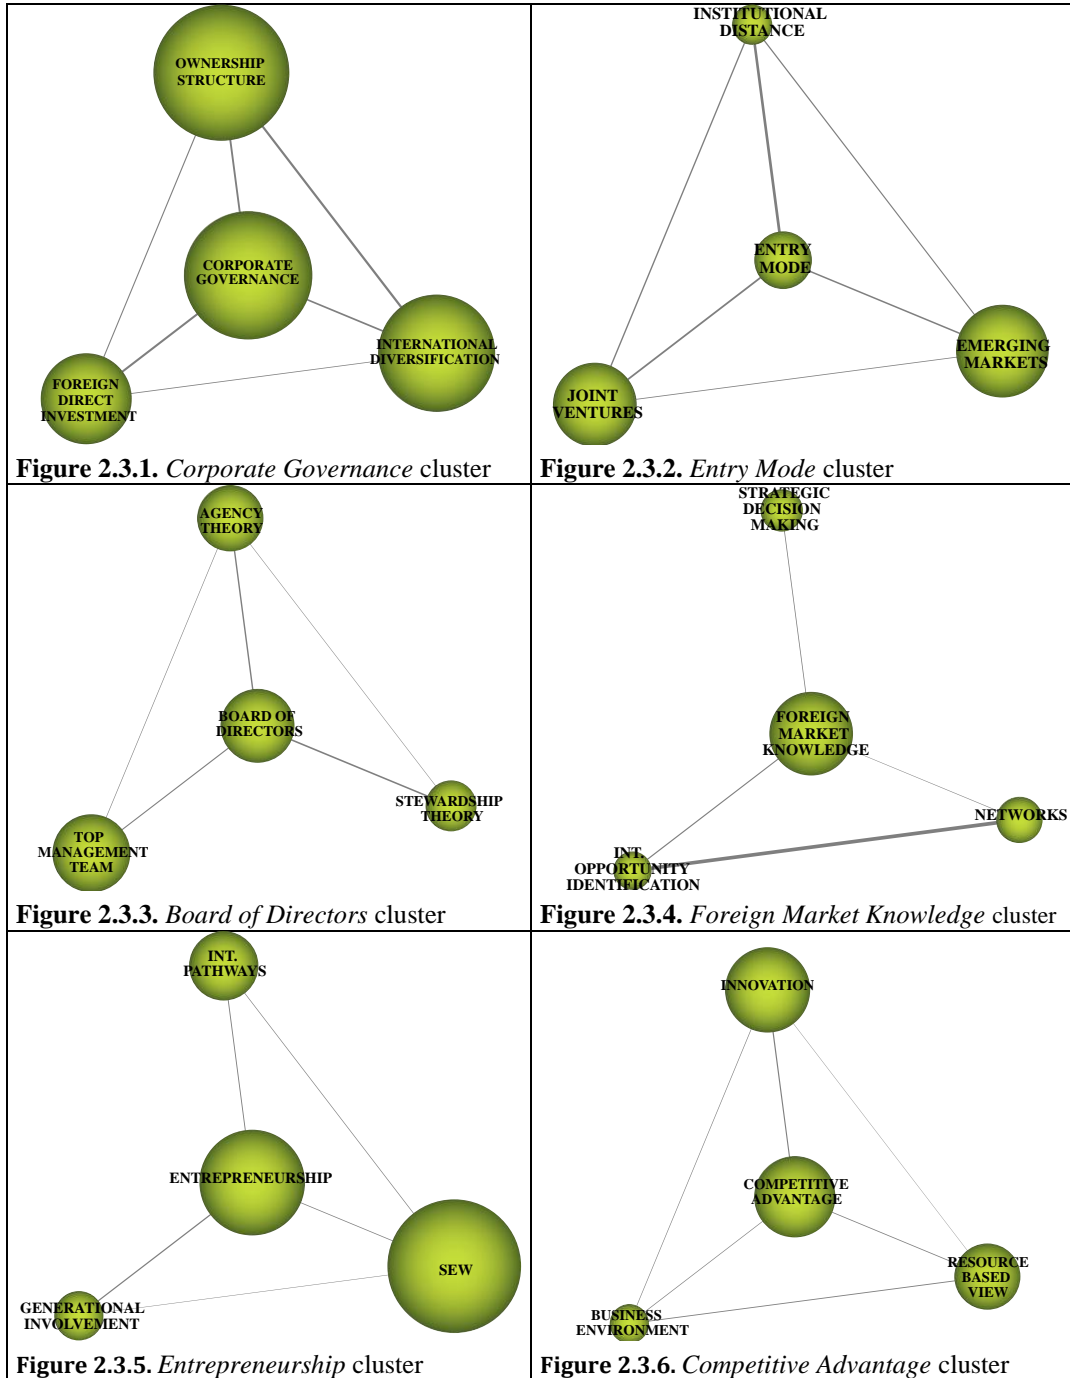 OWNERSHIP
STRUCTURE
CORPORATE
GOVERNANCE
INTERNATIONAL
DIVERSIFICATION
FOREIGN
DIRECT
INVESTMENT
Figure 2.3.1. Corporate Governance cluster
INSTITUTIONAL
DISTANCE
ENTRY
MODE
EMERGING
MARKETS
JOINT
VENTURES
Figure 2.3.2. Entry Mode cluster
AGENCY
THEORY
BOARD OF
DIRECTORS
STEWARDSHIP
THEORY
TOP
MANAGEMENT
TEAM
Figure 2.3.3. Board of Directors cluster
STRATEGIC
DECISION
MAKING
FOREIGN
MARKET
KNOWLEDGE
NETWORKS
INT.
OPPORTUNITY
IDENTIFICATION
Figure 2.3.4. Foreign Market Knowledge cluster
INT.
PATHWAYS
ENTREPRENEURSHIP
SEW
GENERATIONAL
INVOLVEMENT
Figure 2.3.5. Entrepreneurship cluster
INNOVATION
COMPETITIVE
ADVANTAGE
RESOURCE
BASED
VIEW
BUSINESS
ENVIRONMENT
Figure 2.3.6. Competitive Advantage cluster